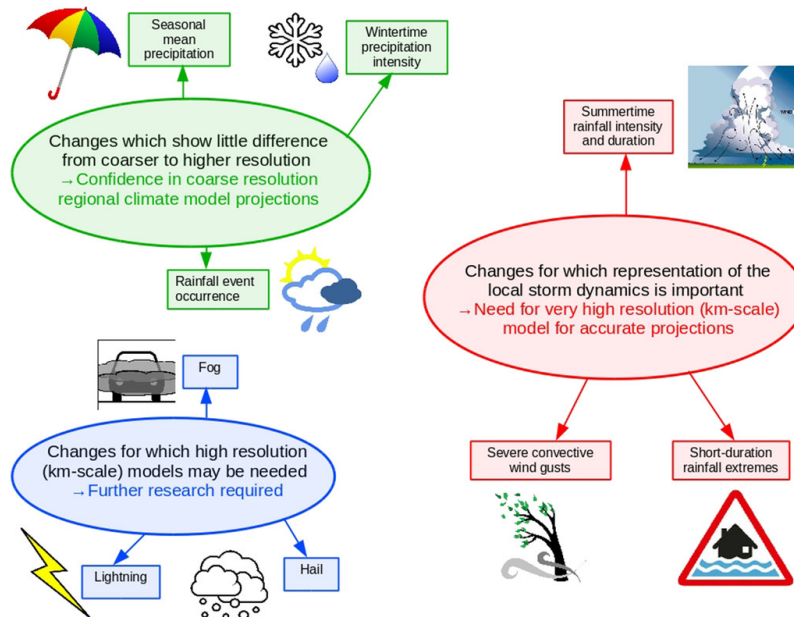 Seasonal
mean
precipitation
Wintertime
precipitation
intensity
Changes which show little difference
from coarser to higher resolution
→Confidence in coarse resolution
regional climate model projections
Rainfall event
occurrence
Summertime
rainfall intensity
and duration
Changes for which representation of the
local storm dynamics is important
→Need for very high resolution (km-scale)
model for accurate projections
Severe convective
wind gusts
Short-duration
rainfall extremes
Fog
Changes for which high resolution
(km-scale) models may be needed
→Further research required
Lightning
Hail